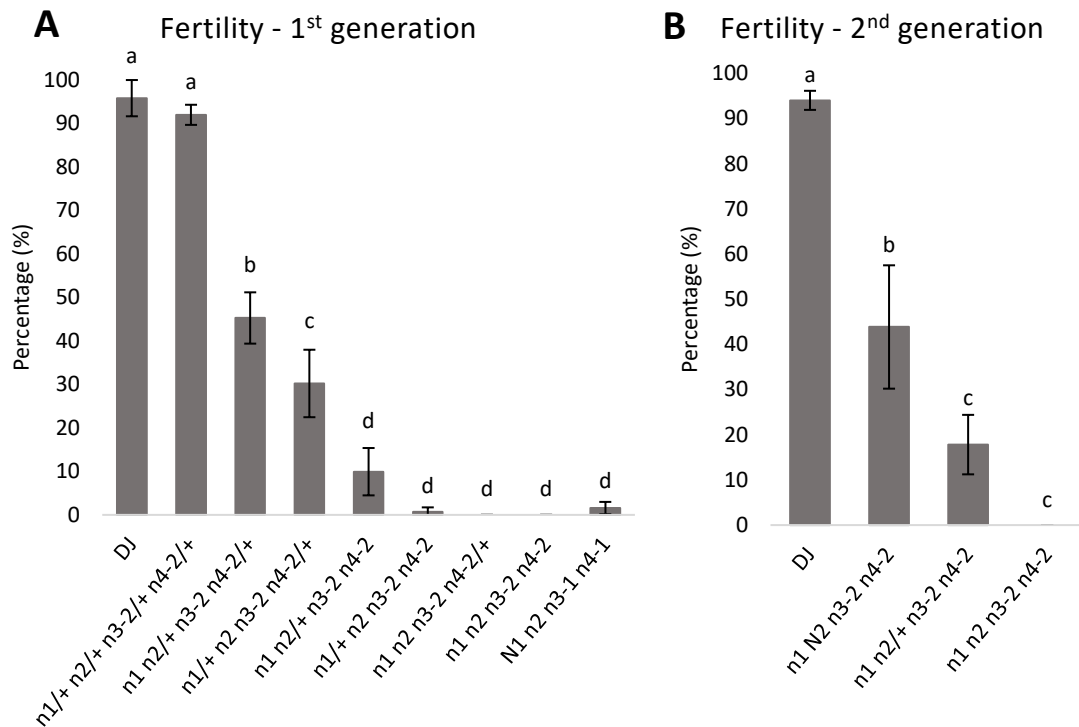 A Fertility - 1st generation
Percentage (%)
100
90
80
70
60
50
40
30
20
10
0
a
a
b
c
d
d
d
d
d
DJ
n1/+ n2/+ n3-2/+ n4-2/+
n1 n2/+ n3-2 n4-2/+
n1/+ n2 n3-2 n4-2/+
n1 n2/+ n3-2 n4-2
n1/+ n2 n3-2 n4-2
n1 n2 n3-2 n4-2/+
n1 n2 n3-2 n4-2
N1 n2 n3-1 n4-1
B Fertility - 2nd generation
Percentage (%)
100
90
80
70
60
50
40
30
20
10
0
a
b
c
c
DJ
n1 N2 n3-2 n4-2
n1 n2/+ n3-2 n4-2
n1 n2 n3-2 n4-2